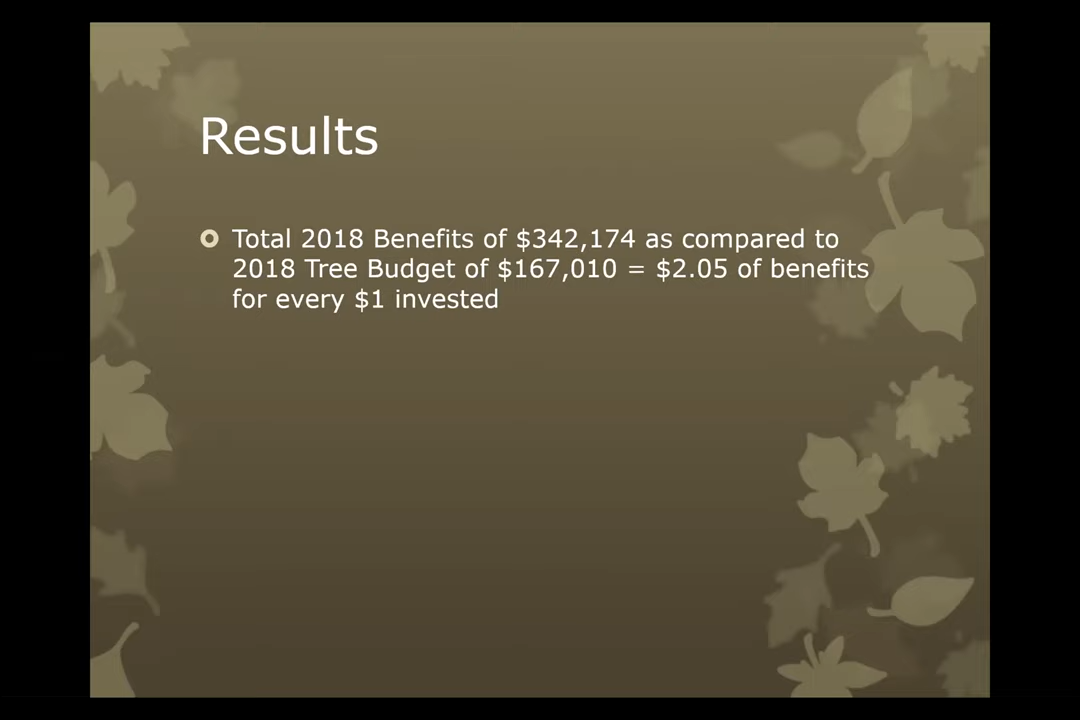 Results
Total 2018 Benefits of $342,174 as compared to
2018 Tree Budget of $167,010 = $2.05 of benefits
for every $1 invested